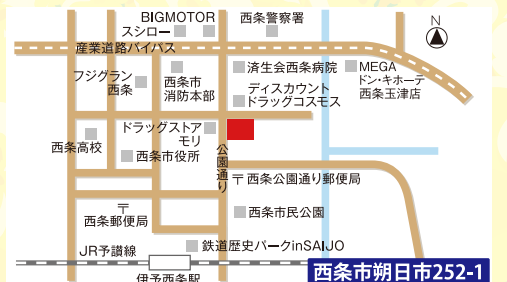 BIGMOTOR
スシロー
西条警察署
N
産業道路バイパス
フジグラン
西条
西条市
消防本部
済生会西条病院
MEGA
ドン・キホーテ
西条玉津店
ディスカウント
ドラッグコスモス
西条高校
ドラッグストア
モリ
西条市役所
公園通り
〒西条公園通り郵便局
〒
西条郵便局
西条市民公園
鉄道歴史パークinSAIJO
JR予讃線
伊予西条駅
西条市朔日市252-1